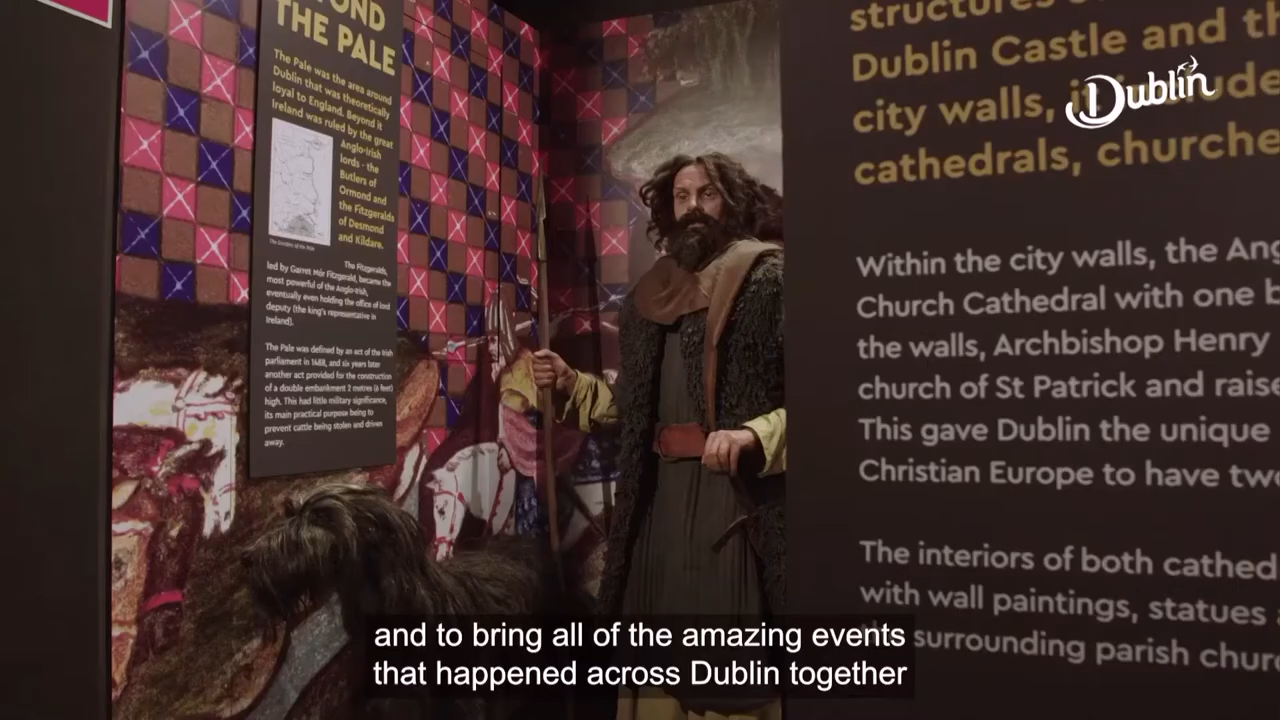 YOND
THE PALE
The Pale was the area around
Dublin that was theoretically
loyal to England. Beyond it
Ireland was ruled by the great
Anglo-Irish
lords - the
Butlers of
Ormond and
the Fitzgeralds
of Desmond
and Kildare.
The borders of the Pale
The Fitzgeralds,
led by Garret Mór Fitzgerald, became the
most powerful of the Anglo-Irish,
eventually even holding the office of lord
deputy (the king's representative in
Ireland).
The Pale was defined by an act of the Irish
parliament in 1488, and six years later
another act provided for the construction
of a double embankment 2 metres (6 feet)
high. This had little military significance,
its main practical purpose being to
prevent cattle being stolen and driven
away.
structures
Dublin Castle and th
city walls, it
cathedrals, churche
Dublin
Within the city walls, the Ang
Church Cathedral with one b
the walls, Archbishop Henry
church of St Patrick and raise
This gave Dublin the unique
Christian Europe to have two
The interiors of both cathed
with wall paintings, statues
surrounding parish churc
and to bring all of the amazing events
that happened across Dublin together